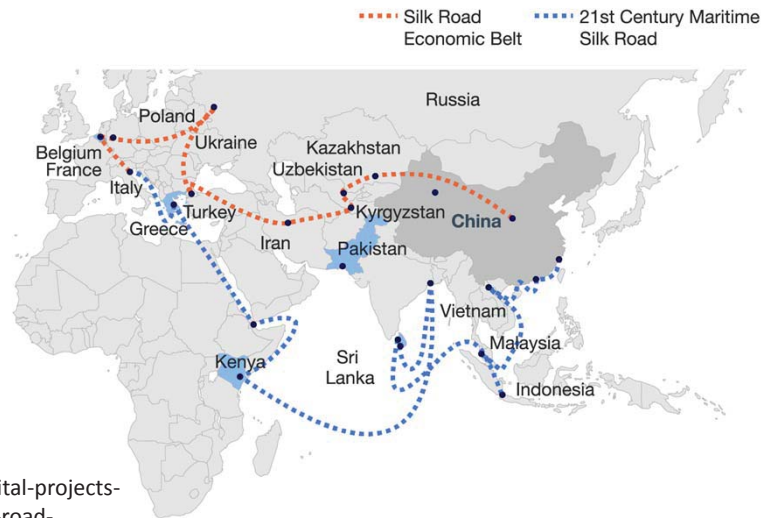 Silk Road
Economic Belt
21st Century Maritime
Silk Road
Russia
Poland
Ukraine
Kazakhstan
Belgium
Uzbekistan
France
Italy
Turkey
Kyrgyzstan
China
Greece
Iran
Pakistan
Vietnam
Kenya
Sri
Lanka
Malaysia
Indonesia
ital-projects-
road-